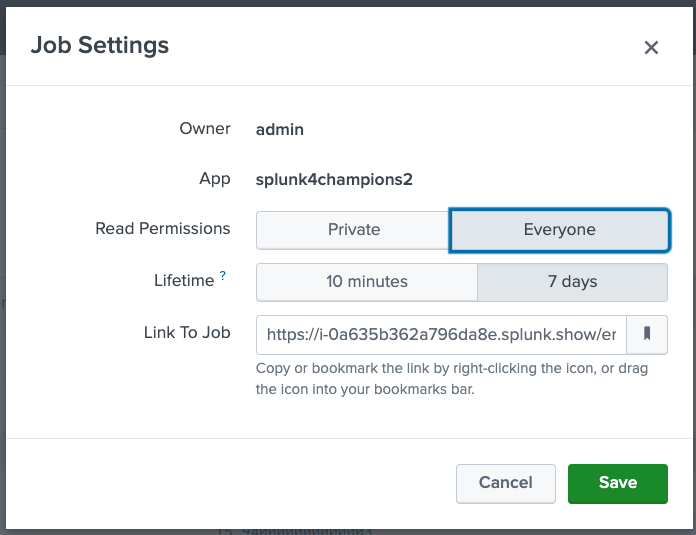 Job Settings
Owner admin
App splunk4champions2
Read Permissions Private Everyone
Lifetime ? 10 minutes 7 days
Link To Job https://i-0a635b362a796da8e.splunk.show/er
Copy or bookmark the link by right-clicking the icon, or drag
the icon into your bookmarks bar.
Cancel Save